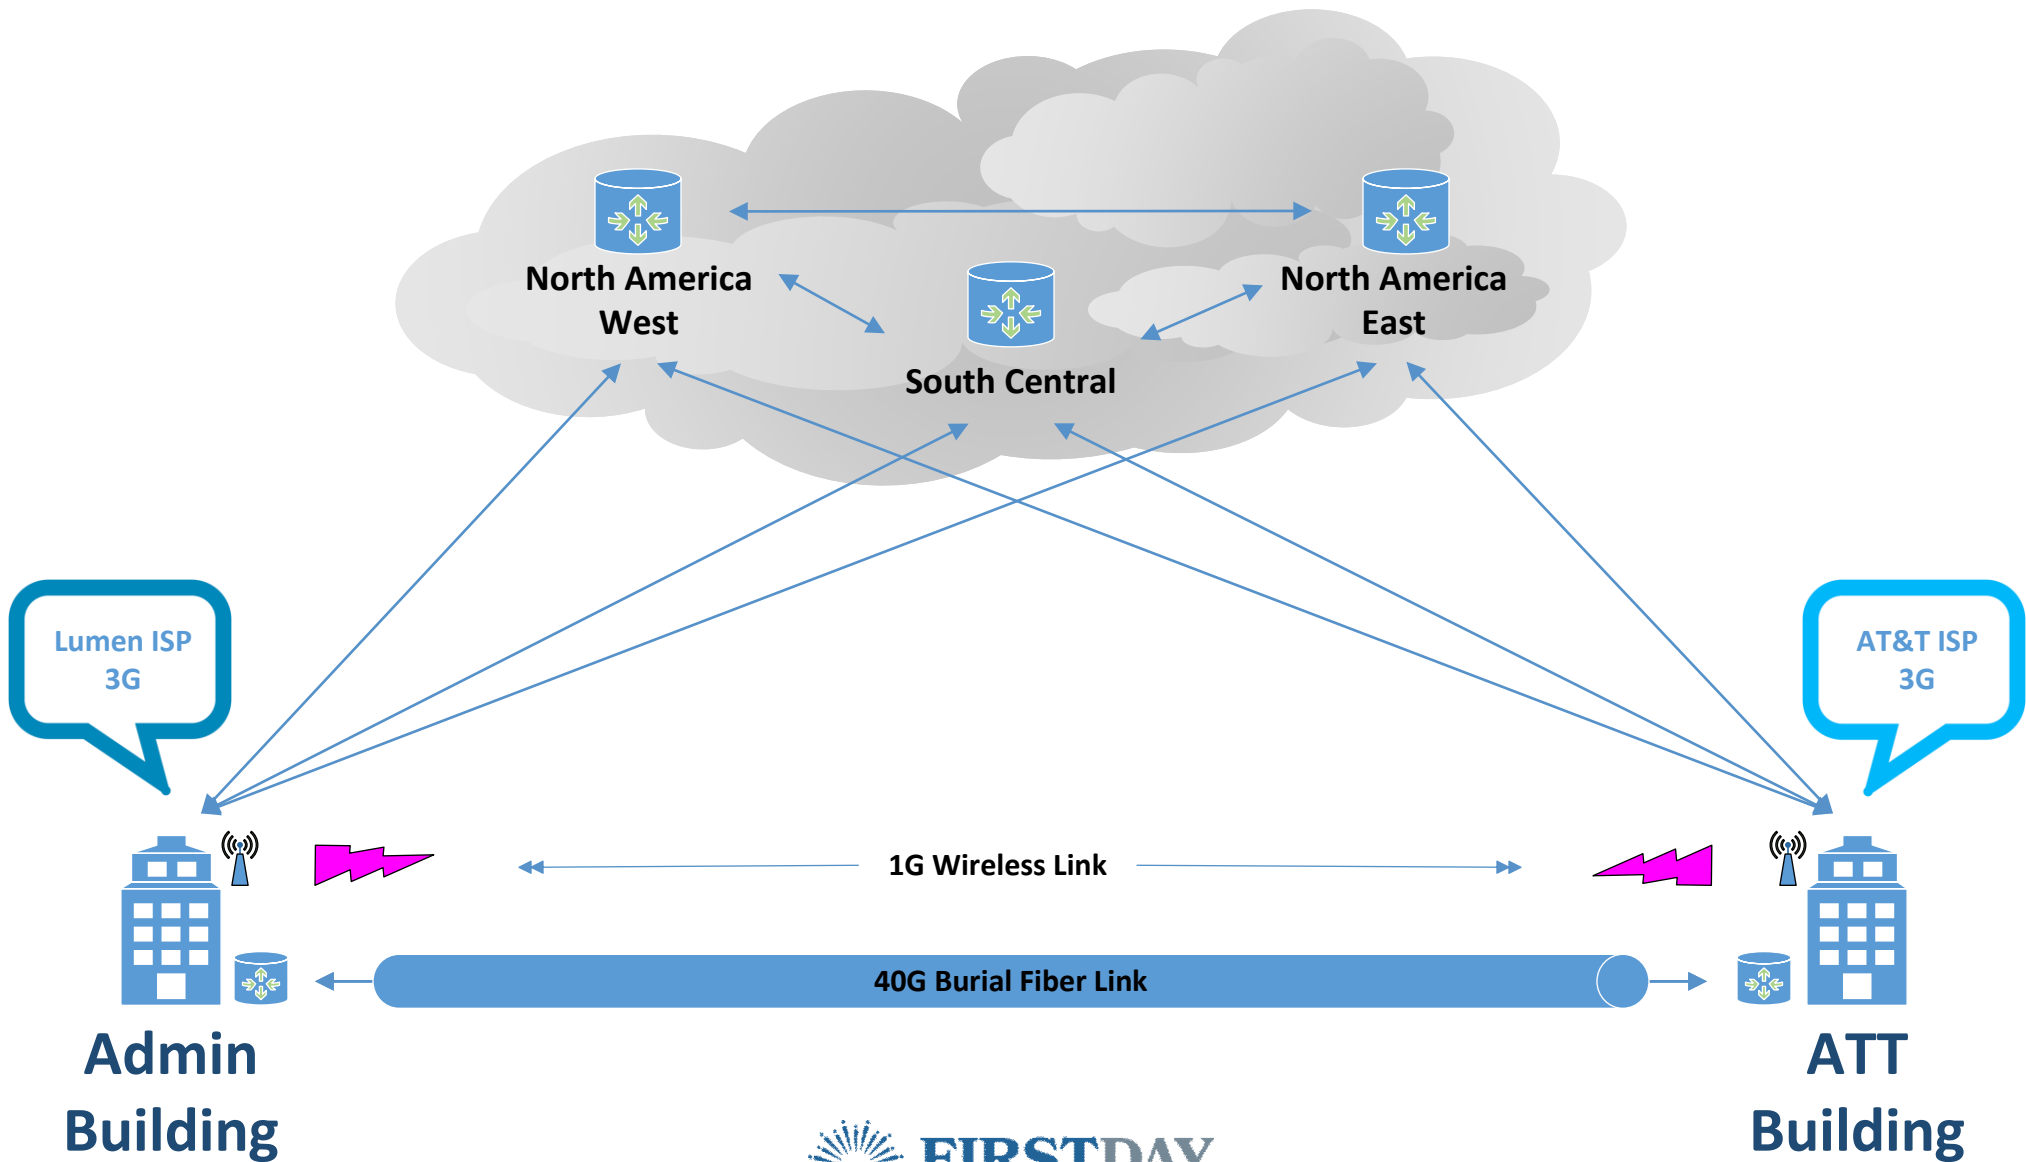 North America
West
North America
East
South Central
Lumen ISP
3G
AT&T ISP
3G
1G Wireless Link
40G Burial Fiber Link
Admin
Building
ATT
Building
FIRSTDAY